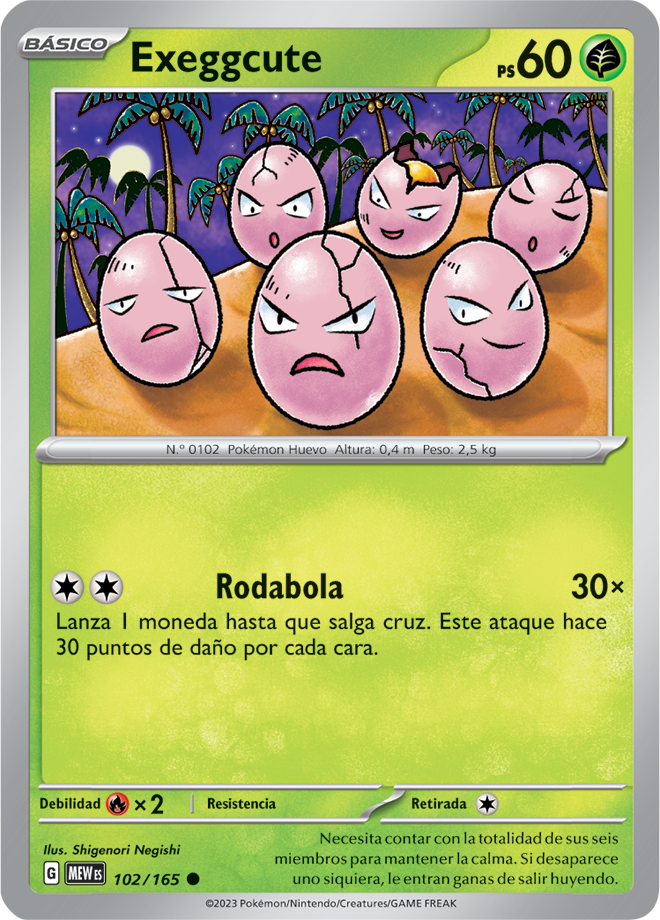 BÁSICO Exeggcute PS 60
N.º 0102 Pokémon Huevo Altura: 0,4 m Peso: 2,5 kg
Rodabola 30×
Lanza 1 moneda hasta que salga cruz. Este ataque hace
30 puntos de daño por cada cara.
Debilidad ×2 Resistencia Retirada
Ilus. Shigenori Negishi
G MEW ES 102/165
Necesita contar con la totalidad de sus seis
miembros para mantener la calma. Si desaparece
uno siquiera, le entran ganas de salir huyendo.
©2023 Pokémon/Nintendo/Creatures/GAME FREAK